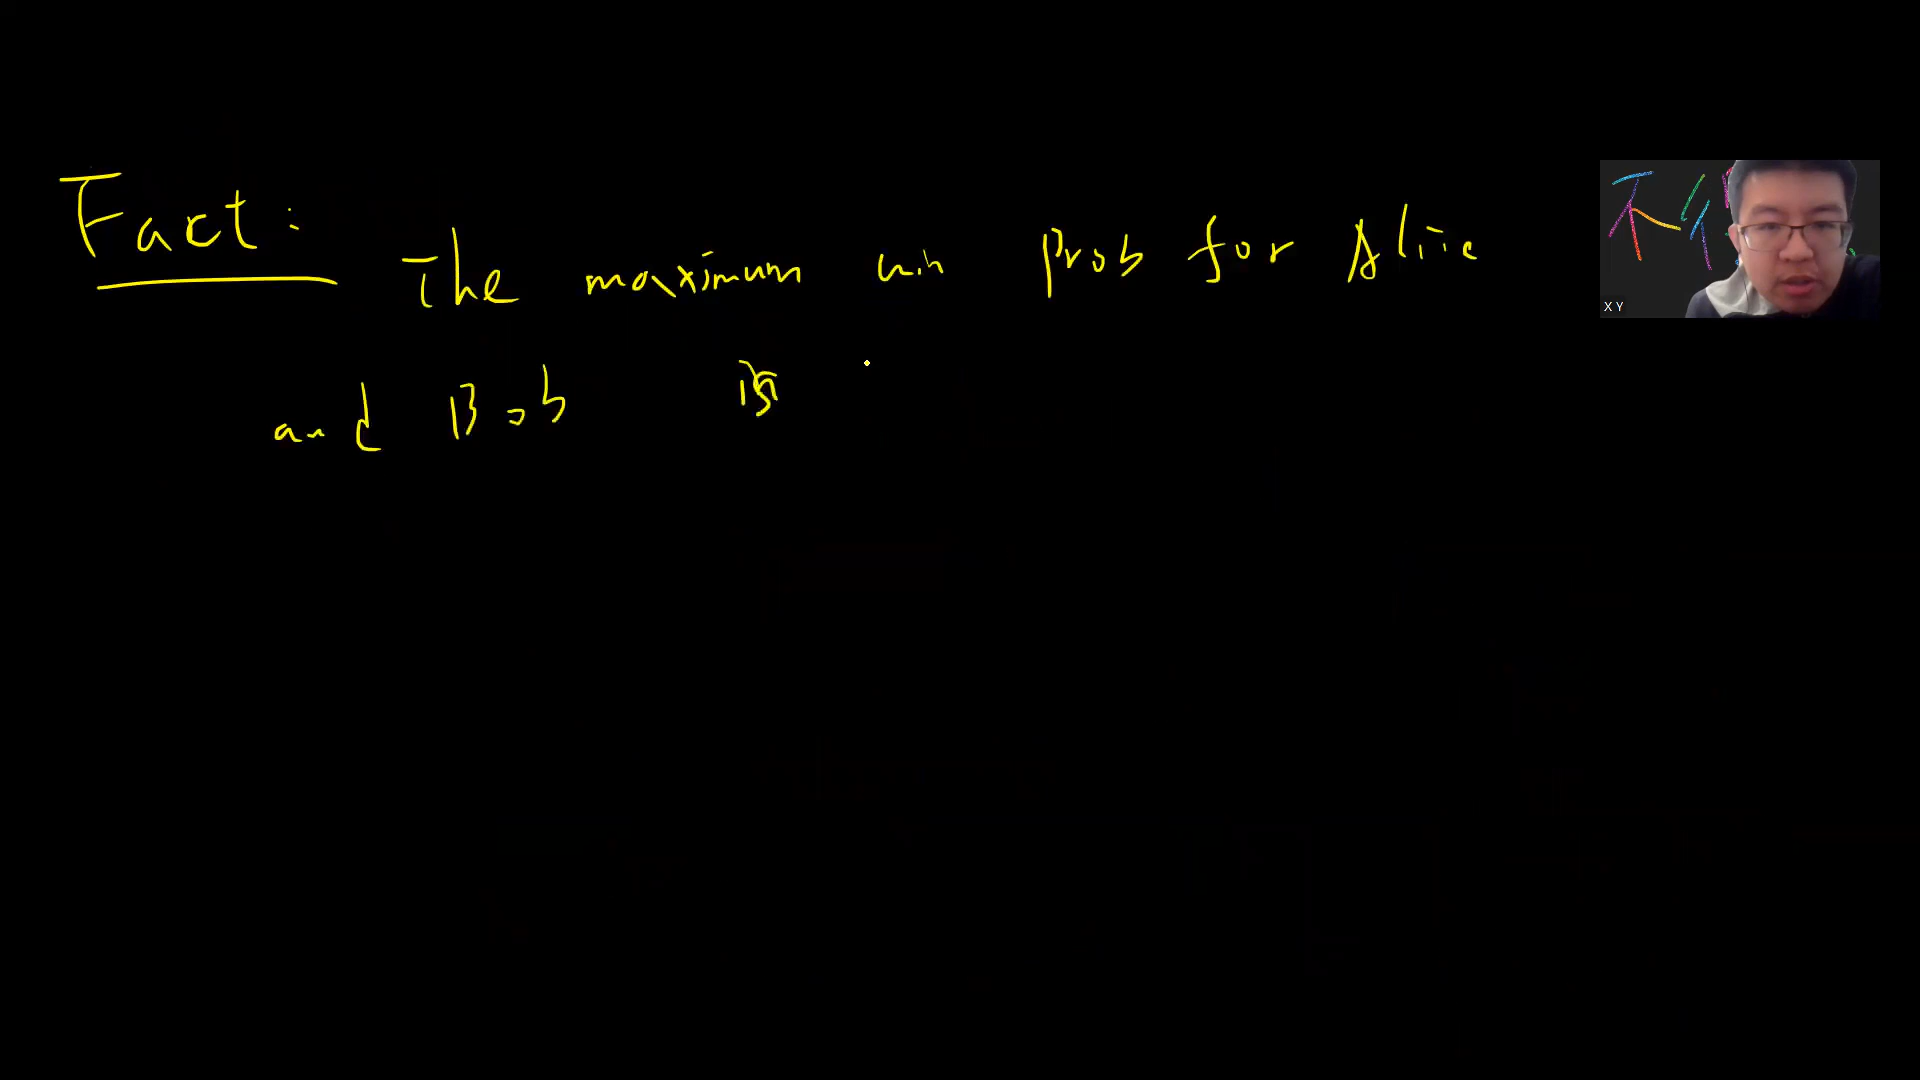 Fact: The maximum win prob for Alice
and Bob is
X Y